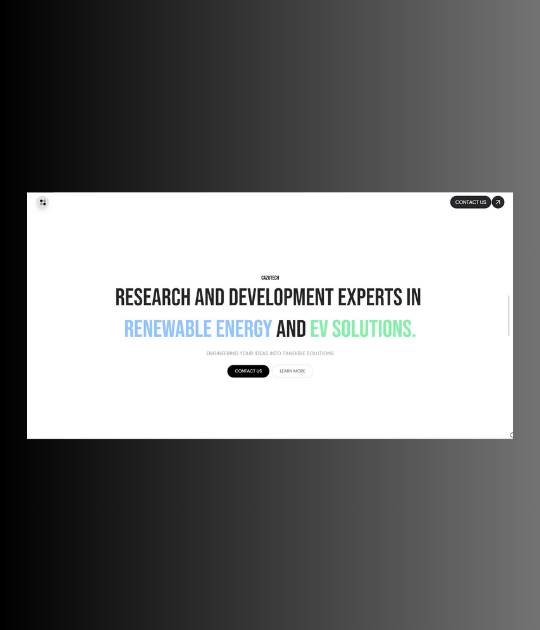 CONTACT US
CAZƎTECH
RESEARCH AND DEVELOPMENT EXPERTS IN
RENEWABLE ENERGY AND EV SOLUTIONS.
ENGINEERING YOUR IDEAS INTO TANGIBLE SOLUTIONS
CONTACT US
LEARN MORE